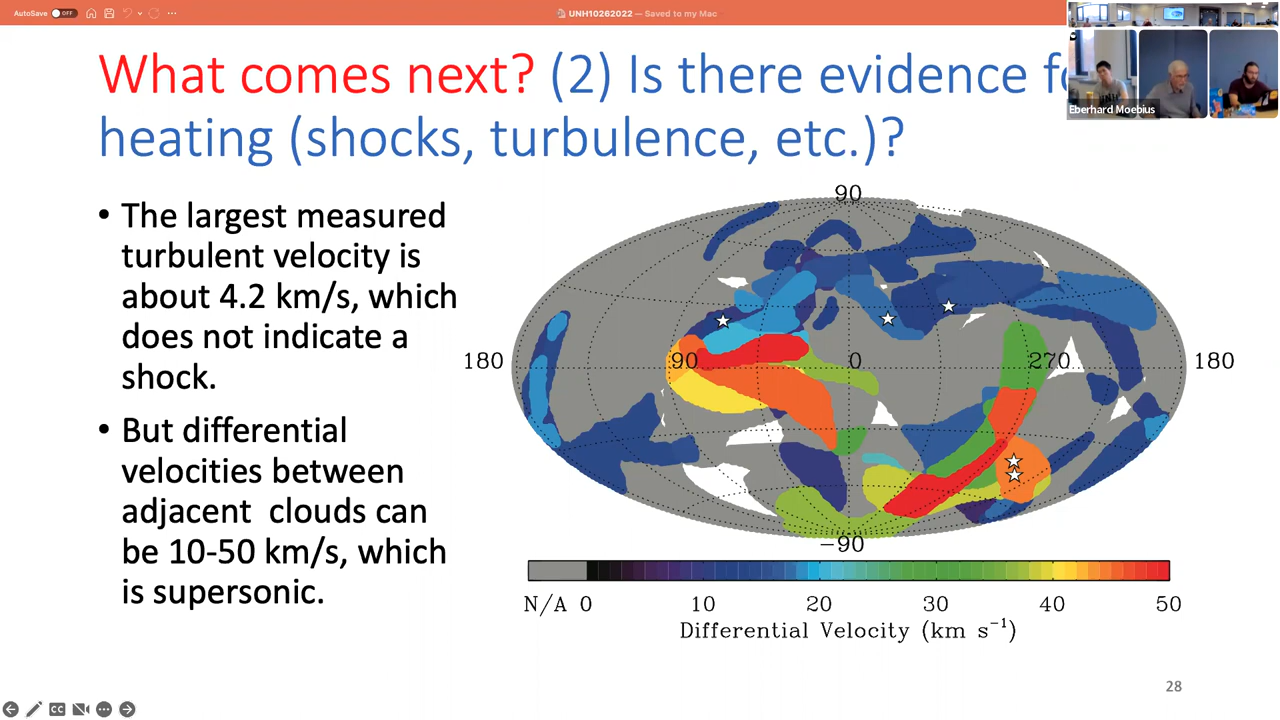 AutoSave OFF
UNH10262022 — Saved to my Mac
What comes next? (2) Is there evidence
heating (shocks, turbulence, etc.)?
Eberhard Moebius
• The largest measured
turbulent velocity is
about 4.2 km/s, which
does not indicate a
shock.
• But differential
velocities between
adjacent clouds can
be 10-50 km/s, which
is supersonic.
90
180 90 0 270 180
−90
N/A 0 10 20 30 40 50
Differential Velocity (km s⁻¹)
28
CC